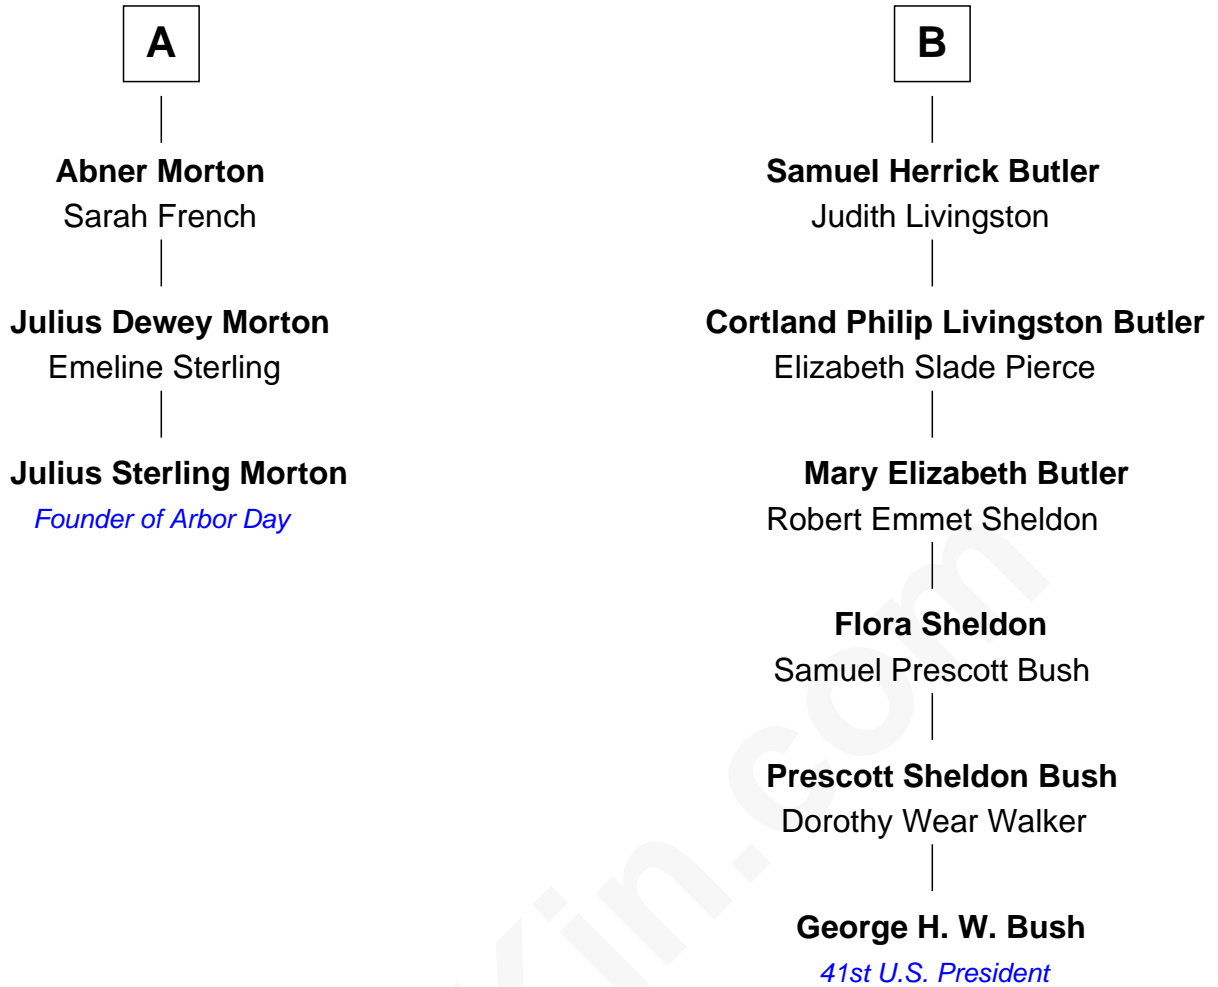 A
Abner Morton
Sarah French
Julius Dewey Morton
Emeline Sterling
Julius Sterling Morton
Founder of Arbor Day
B
Samuel Herrick Butler
Judith Livingston
Cortland Philip Livingston Butler
Elizabeth Slade Pierce
Mary Elizabeth Butler
Robert Emmet Sheldon
Flora Sheldon
Samuel Prescott Bush
Prescott Sheldon Bush
Dorothy Wear Walker
George H. W. Bush
41st U.S. President
Kin.com